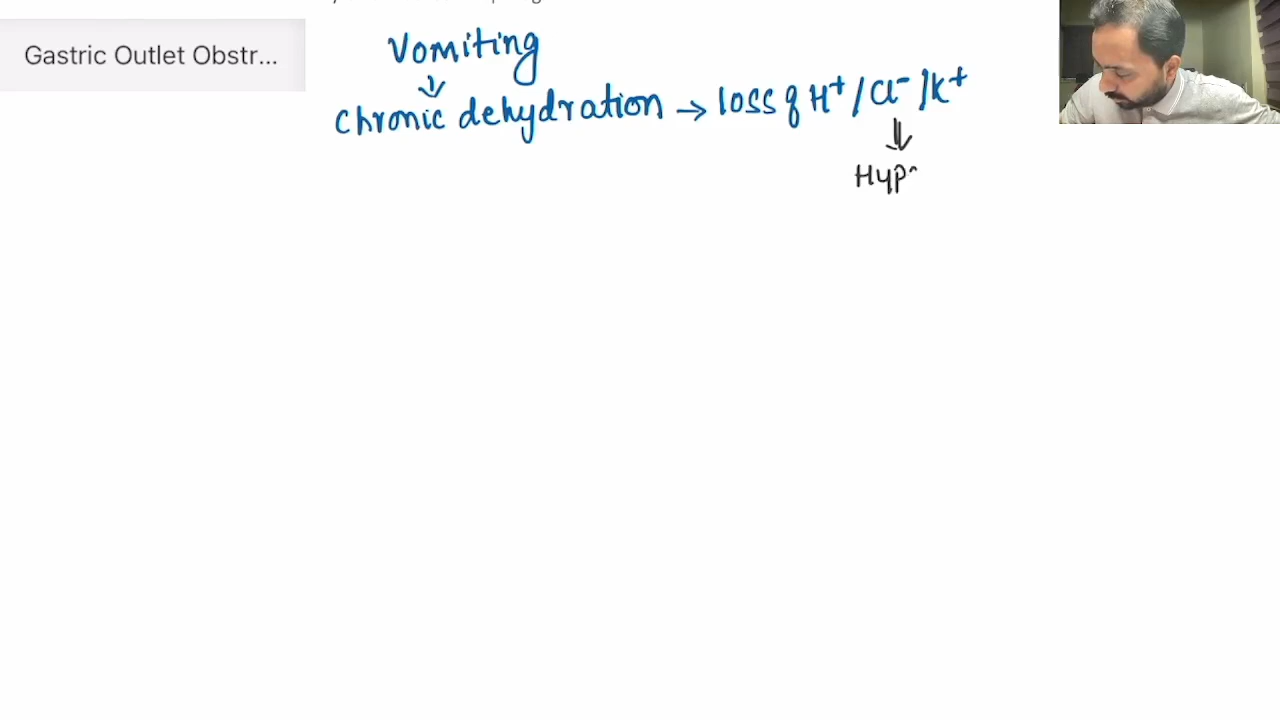 Gastric Outlet Obstr...
Vomiting
↓
Chronic dehydration → loss of H+ / Cl- / K+
↓
Hyp